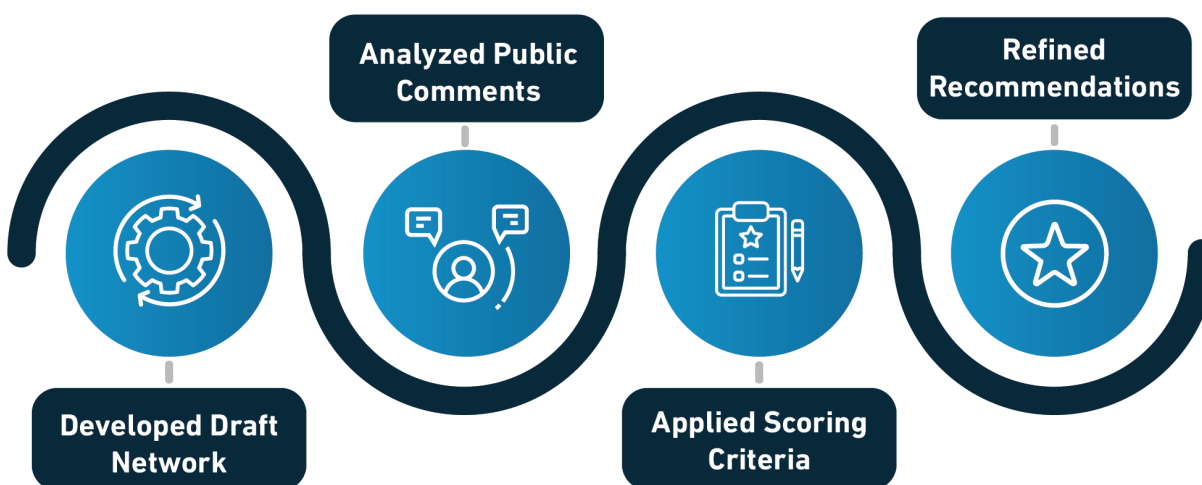 Developed Draft
Network
Analyzed Public
Comments
Applied Scoring
Criteria
Refined
Recommendations